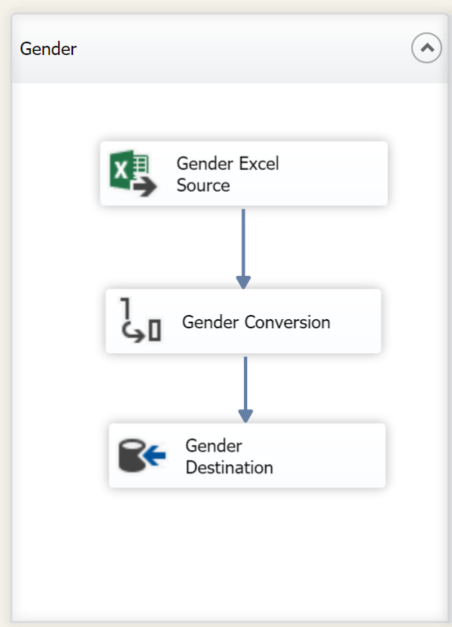 Gender
Gender Excel
Source
Gender Conversion
Gender
Destination